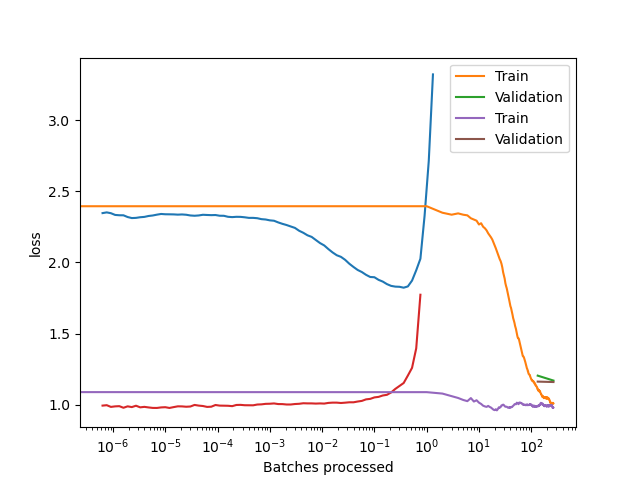 Train
Validation
Train
Validation
3.0
2.5
2.0
1.5
1.0
loss
10⁻⁶ 10⁻⁵ 10⁻⁴ 10⁻³ 10⁻² 10⁻¹ 10⁰ 10¹ 10²
Batches processed